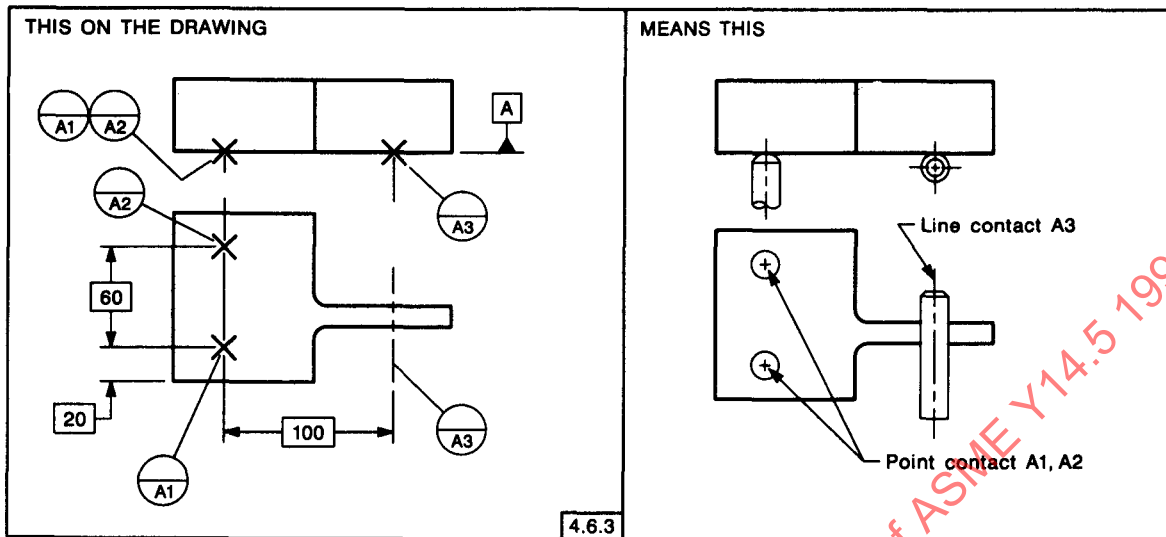 THIS ON THE DRAWING
A1 A2
A
A2
A3
60
20
100
A3
A1
4.6.3
MEANS THIS
Line contact A3
Point contact A1, A2
f ASME Y14.5 199